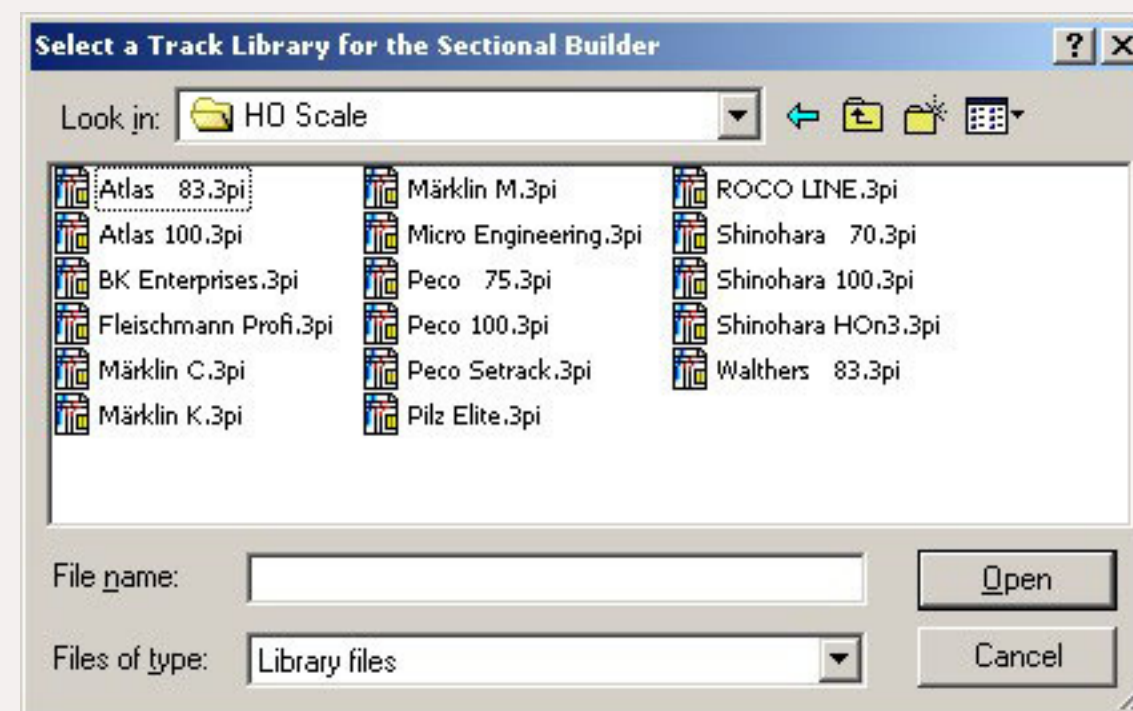 Select a Track Library for the Sectional Builder
Look in: HO Scale
Atlas   83.3pi
Atlas 100.3pi
BK Enterprises.3pi
Fleischmann Profi.3pi
Märklin C.3pi
Märklin K.3pi
Märklin M.3pi
Micro Engineering.3pi
Peco   75.3pi
Peco 100.3pi
Peco Setrack.3pi
Pilz Elite.3pi
ROCO LINE.3pi
Shinohara   70.3pi
Shinohara 100.3pi
Shinohara HOn3.3pi
Walthers   83.3pi
File name:
Open
Files of type: Library files
Cancel